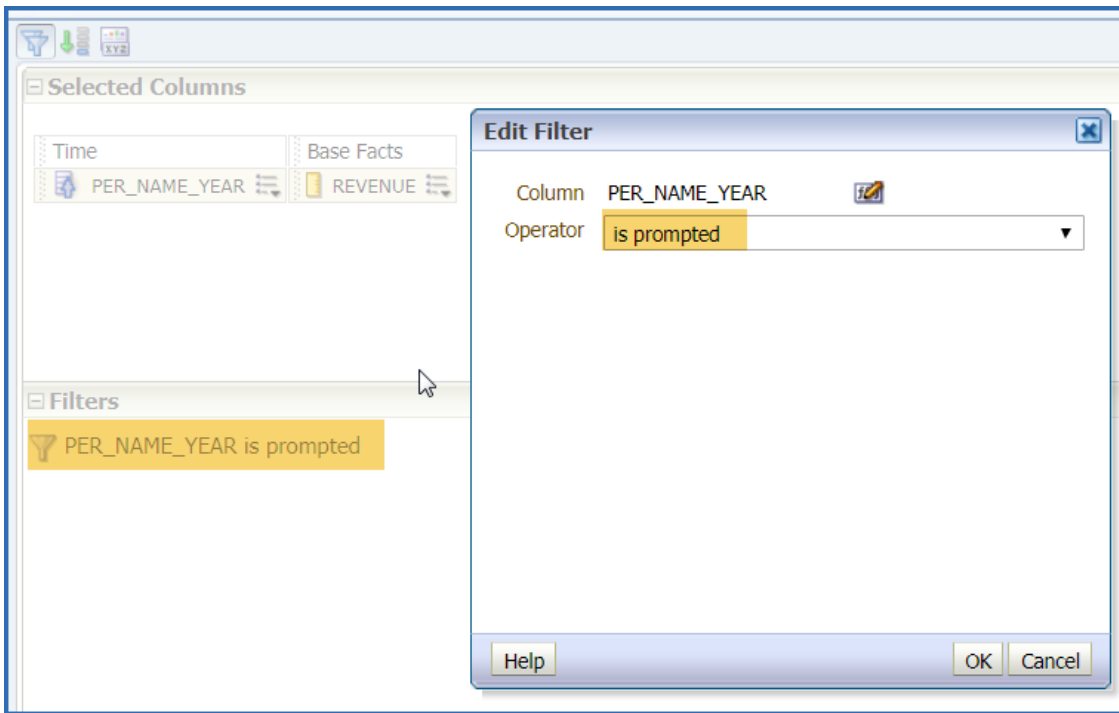 XYZ
Selected Columns
Time Base Facts
PER_NAME_YEAR REVENUE
Filters
PER_NAME_YEAR is prompted
Edit Filter
Column PER_NAME_YEAR
Operator is prompted
Help OK Cancel